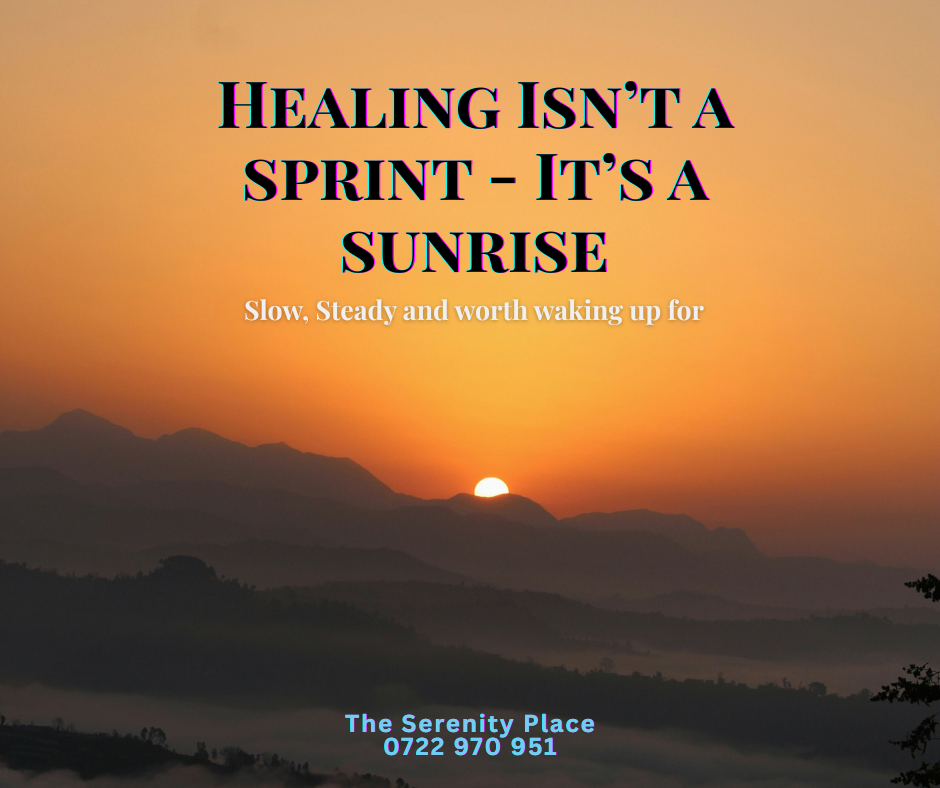 Healing Isn’t a
sprint - It’s a
sunrise
Slow, Steady and worth waking up for
The Serenity Place
0722 970 951